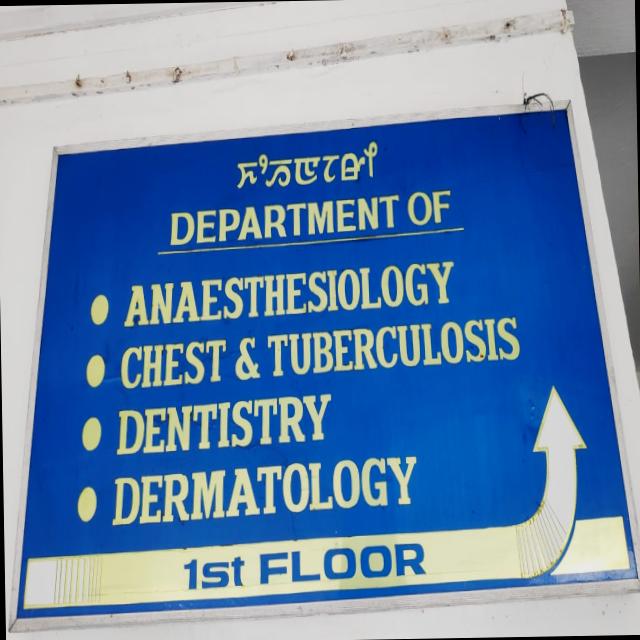 DEPARTMENT OF
• ANAESTHESIOLOGY
• CHEST & TUBERCULOSIS
• DENTISTRY
• DERMATOLOGY
1st FLOOR